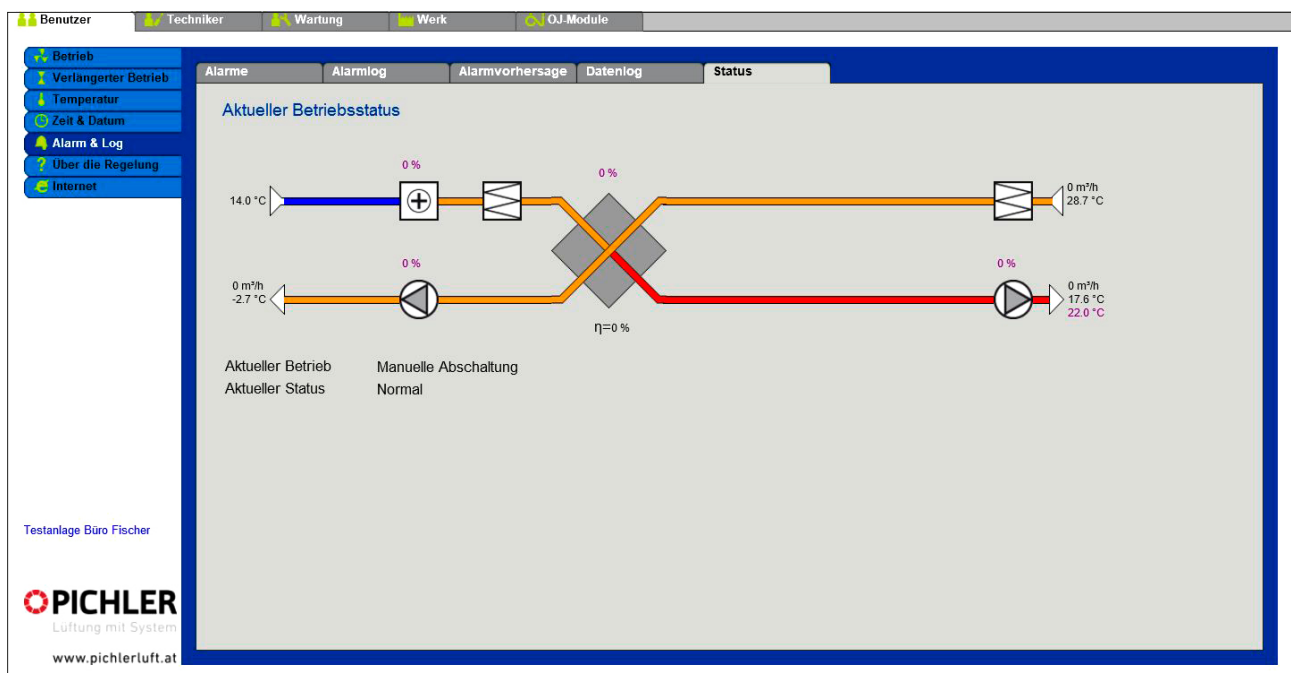 Benutzer
Techniker
Wartung
Werk
OJ-Module
Betrieb
Verlängerter Betrieb
Temperatur
Zeit & Datum
Alarm & Log
Über die Regelung
Internet
Alarme
Alarmlog
Alarmvorhersage
Datenlog
Status
Aktueller Betriebsstatus
0 %
0 %
14.0 °C
0 m³/h
28.7 °C
0 %
0 %
0 m³/h
-2.7 °C
0 m³/h
17.6 °C
22.0 °C
η=0 %
Aktueller Betrieb Manuelle Abschaltung
Aktueller Status Normal
Testanlage Büro Fischer
PICHLER
Lüftung mit System
www.pichlerluft.at